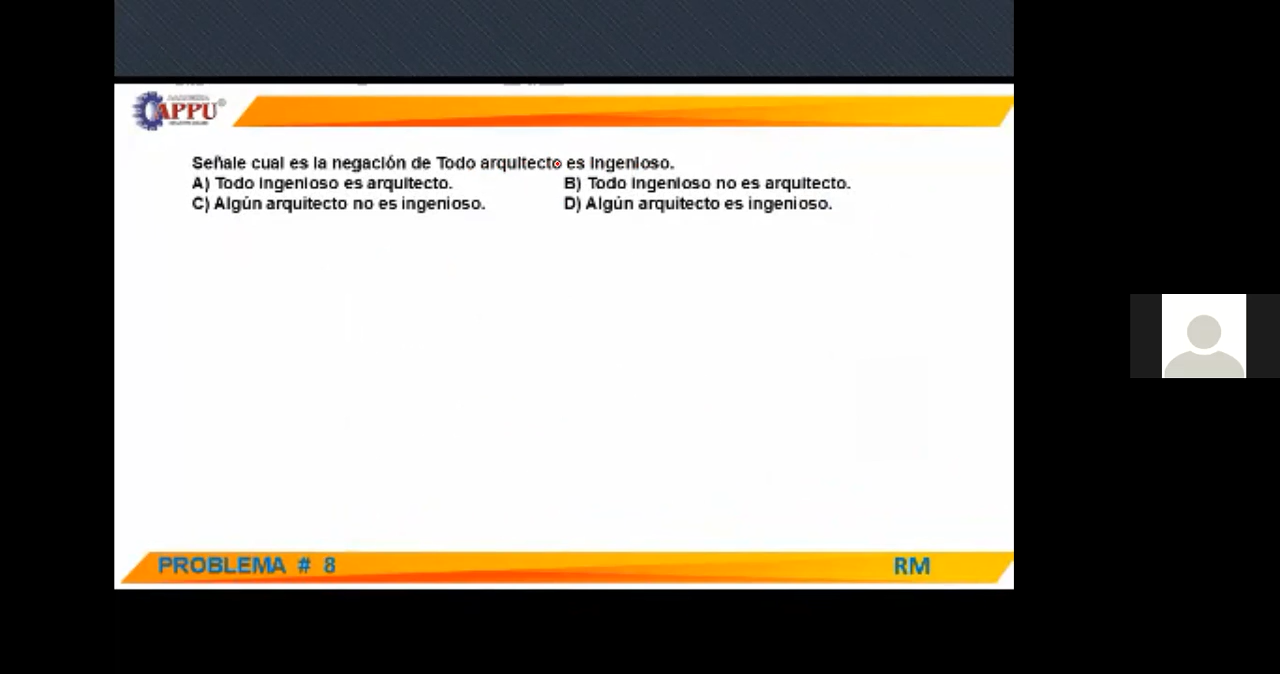 APPU
Señale cual es la negación de Todo arquitecto es ingenioso.
A) Todo ingenioso es arquitecto. B) Todo ingenioso no es arquitecto.
C) Algún arquitecto no es ingenioso. D) Algún arquitecto es ingenioso.
PROBLEMA # 8 RM